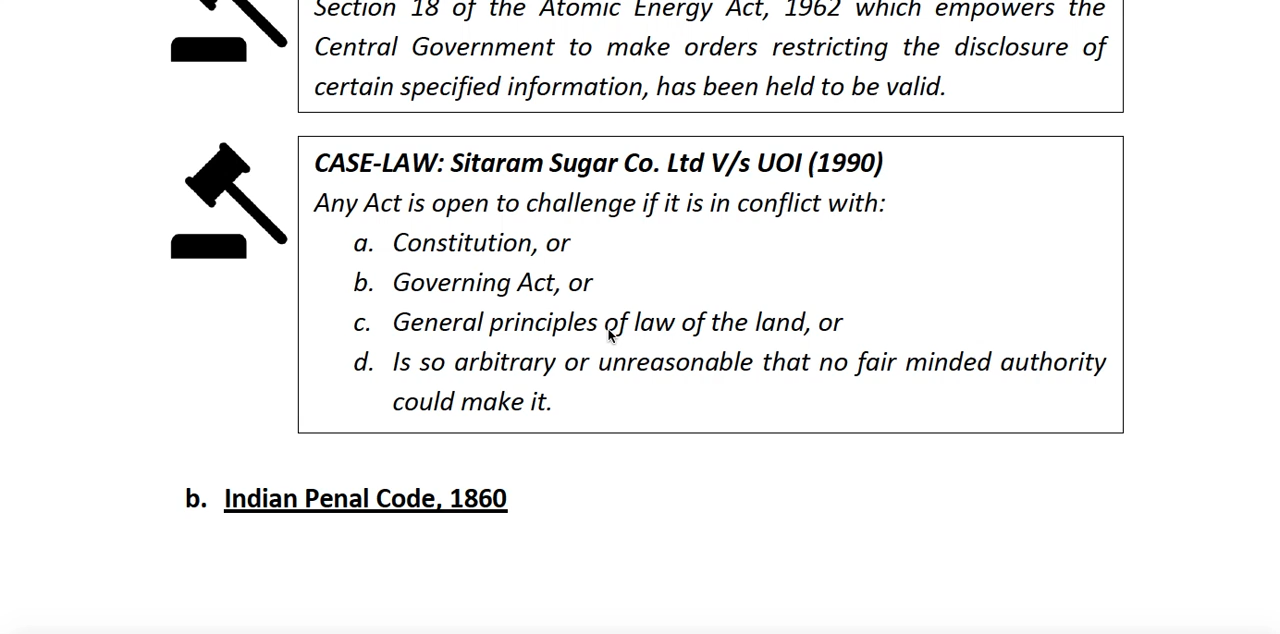 Section 18 of the Atomic Energy Act, 1962 which empowers the
Central Government to make orders restricting the disclosure of
certain specified information, has been held to be valid.
CASE-LAW: Sitaram Sugar Co. Ltd V/s UOI (1990)
Any Act is open to challenge if it is in conflict with:
a. Constitution, or
b. Governing Act, or
c. General principles of law of the land, or
d. Is so arbitrary or unreasonable that no fair minded authority
could make it.
b. Indian Penal Code, 1860